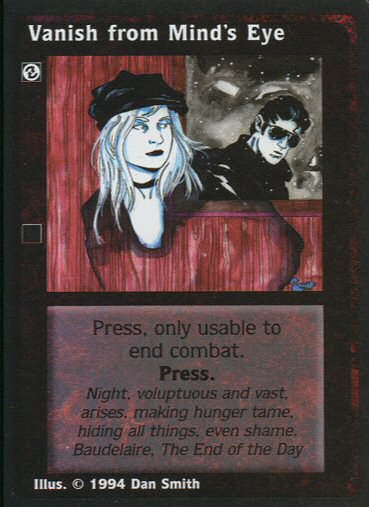 Vanish from Mind's Eye
Press, only usable to
end combat.
Press.
Night, voluptuous and vast,
arises, making hunger tame,
hiding all things, even shame.
Baudelaire, The End of the Day
Illus. © 1994 Dan Smith